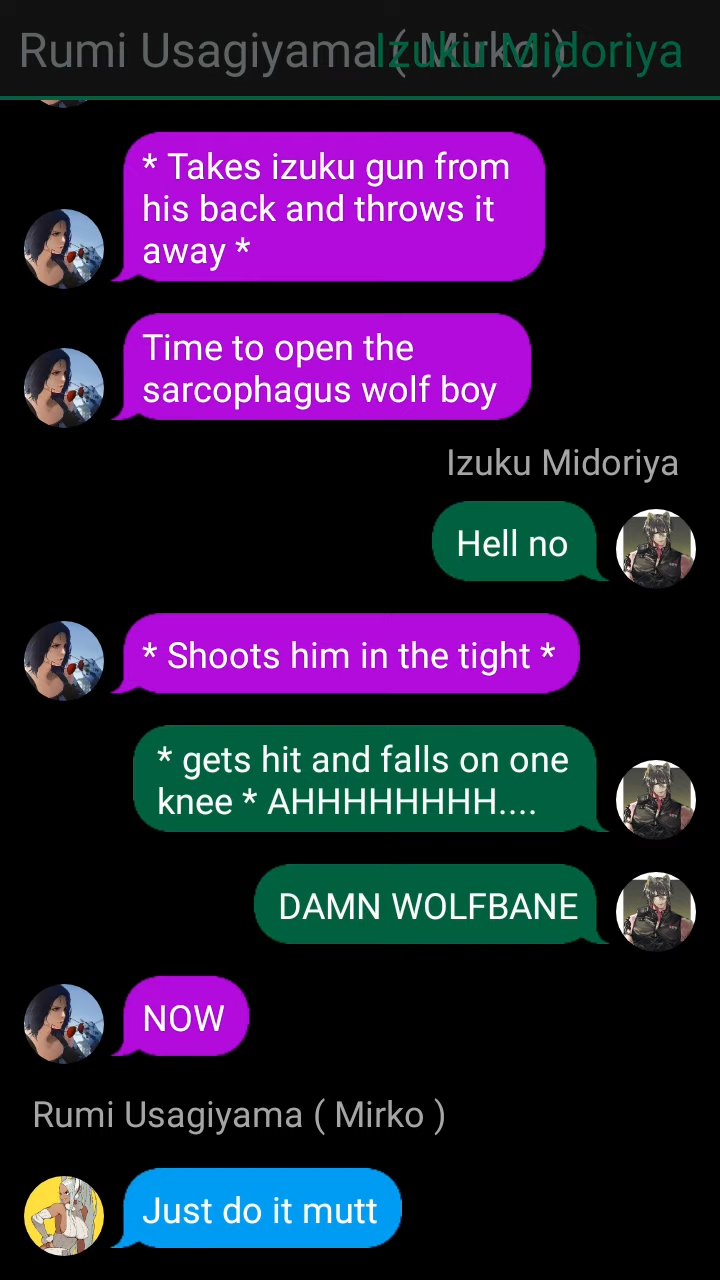 Rumi Usagiyama ( Mirko )
Izuku Midoriya
* Takes izuku gun from
his back and throws it
away *
Time to open the
sarcophagus wolf boy
Izuku Midoriya
Hell no
* Shoots him in the tight *
* gets hit and falls on one
knee * AHHHHHHHH....
DAMN WOLFBANE
NOW
Rumi Usagiyama ( Mirko )
Just do it mutt